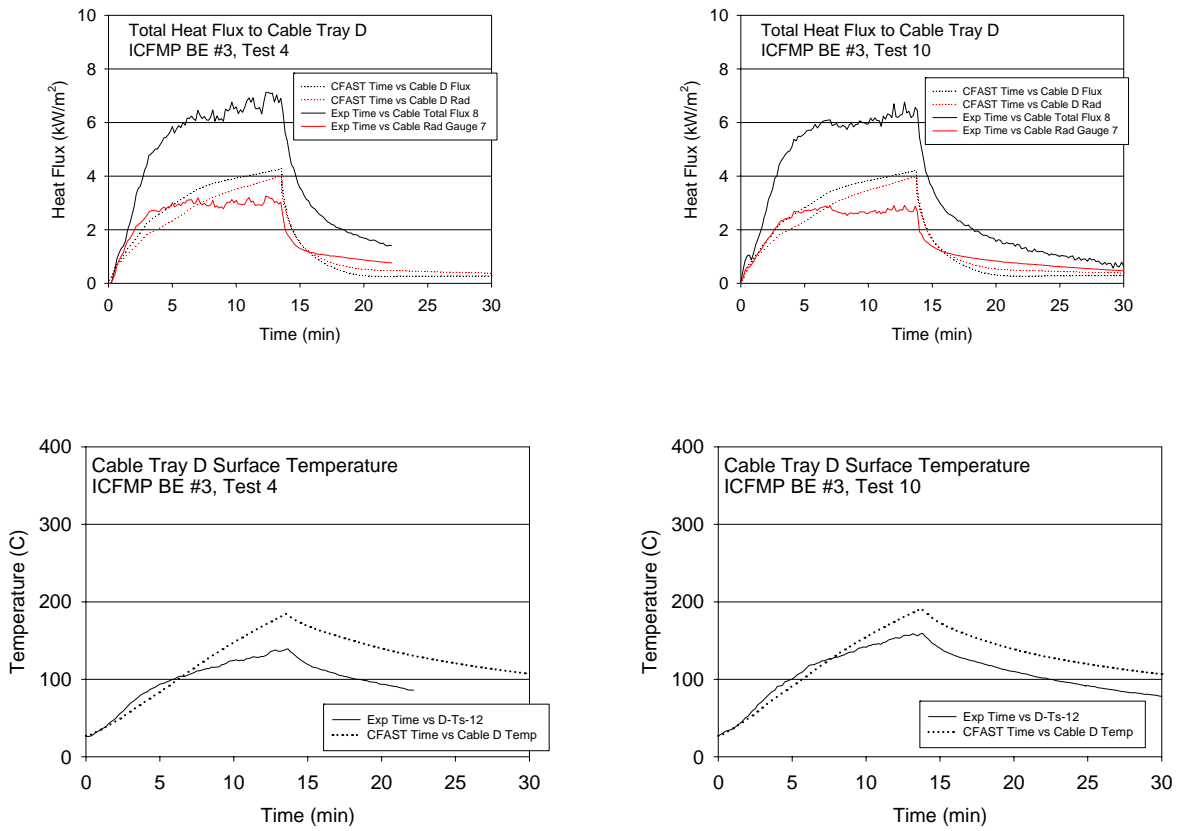 Total Heat Flux to Cable Tray D
ICFMP BE #3, Test 4
CFAST Time vs Cable D Flux
CFAST Time vs Cable D Rad
Exp Time vs Cable Total Flux 8
Exp Time vs Cable Rad Gauge 7
Heat Flux (kW/m²)
10
8
6
4
2
0
0 5 10 15 20 25 30
Time (min)
Total Heat Flux to Cable Tray D
ICFMP BE #3, Test 10
CFAST Time vs Cable D Flux
CFAST Time vs Cable D Rad
Exp Time vs Cable Total Flux 8
Exp Time vs Cable Rad Gauge 7
Heat Flux (kW/m²)
10
8
6
4
2
0
0 5 10 15 20 25 30
Time (min)
Cable Tray D Surface Temperature
ICFMP BE #3, Test 4
Temperature (C)
400
300
200
100
0
Exp Time vs D-Ts-12
CFAST Time vs Cable D Temp
0 5 10 15 20 25 30
Time (min)
Cable Tray D Surface Temperature
ICFMP BE #3, Test 10
Temperature (C)
400
300
200
100
0
Exp Time vs D-Ts-12
CFAST Time vs Cable D Temp
0 5 10 15 20 25 30
Time (min)